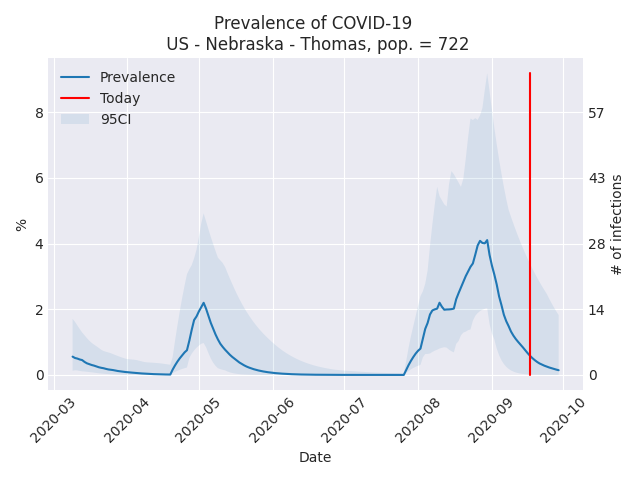 Prevalence of COVID-19
US - Nebraska - Thomas, pop. = 722
Prevalence
Today
95CI
%
8
6
4
2
0
57
43
28
14
0
# of infections
2020-03
2020-04
2020-05
2020-06
2020-07
2020-08
2020-09
2020-10
Date